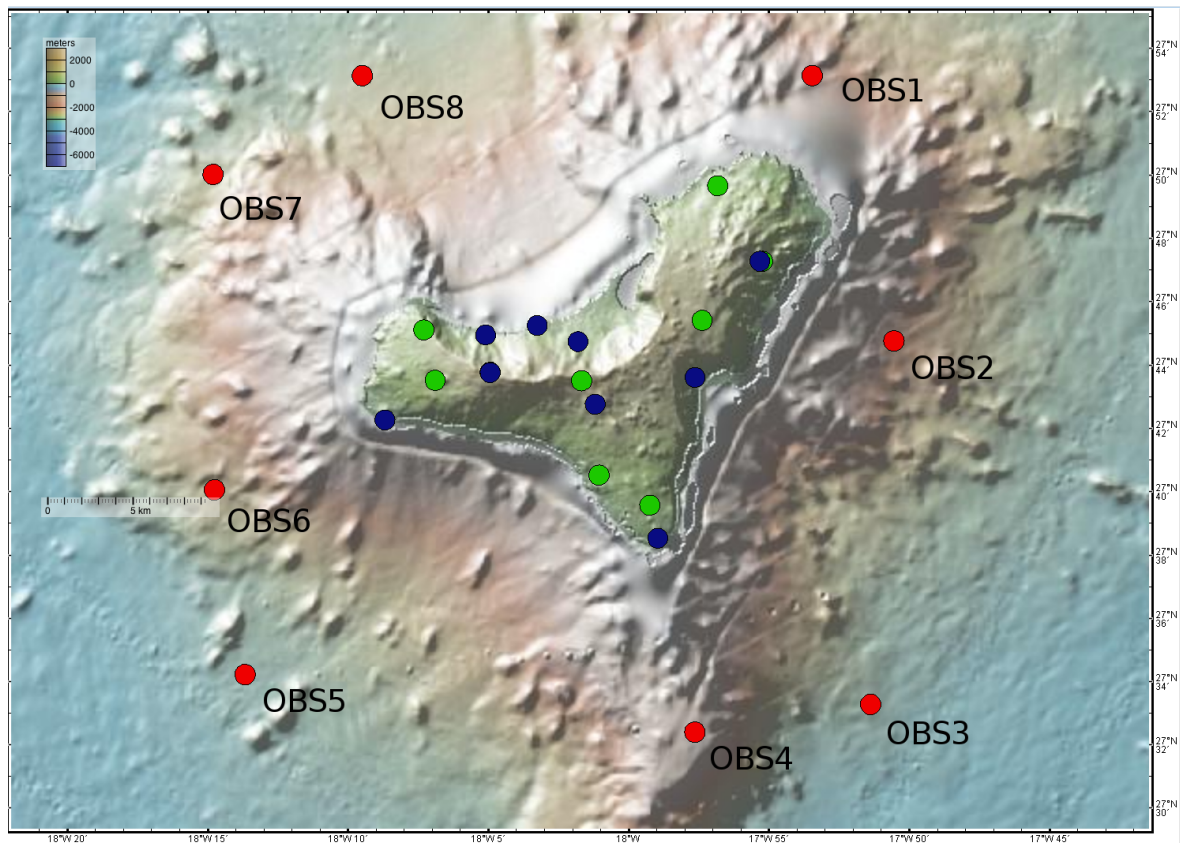 meters
2000
0
-2000
-4000
-6000
OBS8
OBS1
OBS7
OBS2
OBS6
OBS5
OBS3
OBS4
0 5 km
27°N
54´
27°N
52´
27°N
50´
27°N
48´
27°N
46´
27°N
44´
27°N
42´
27°N
40´
27°N
38´
27°N
36´
27°N
34´
27°N
32´
27°N
30´
18°W 20´ 18°W 15´ 18°W 10´ 18°W 5´ 18°W 17°W 55´ 17°W 50´ 17°W 45´